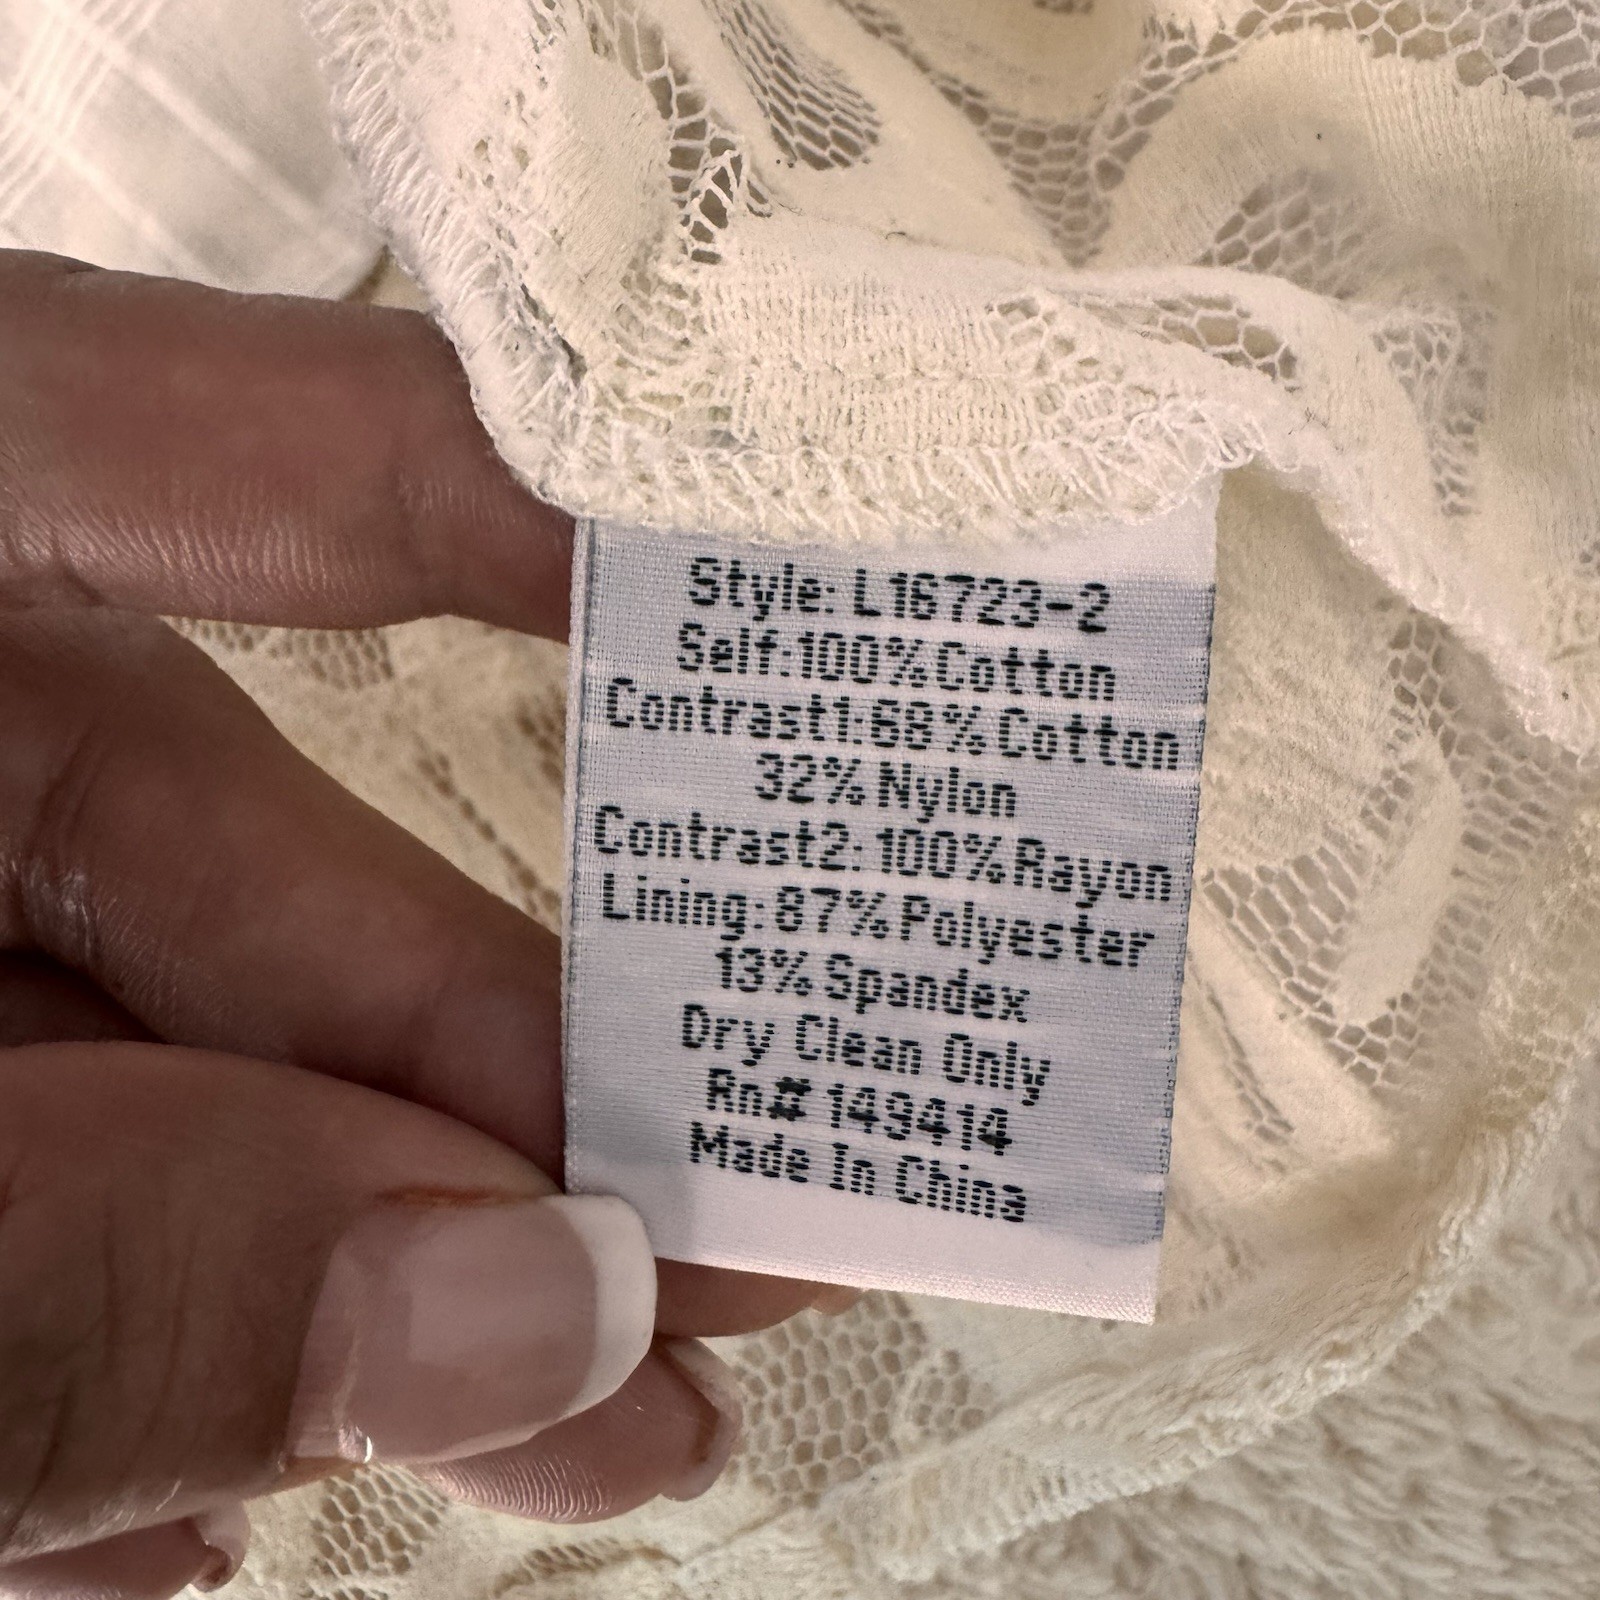 Style: L16723-2
Self:100%Cotton
Contrast1:68%Cotton
32%Nylon
Contrast2:100%Rayon
Lining:87%Polyester
13%Spandex
Dry Clean Only
Rn# 149414
Made In China